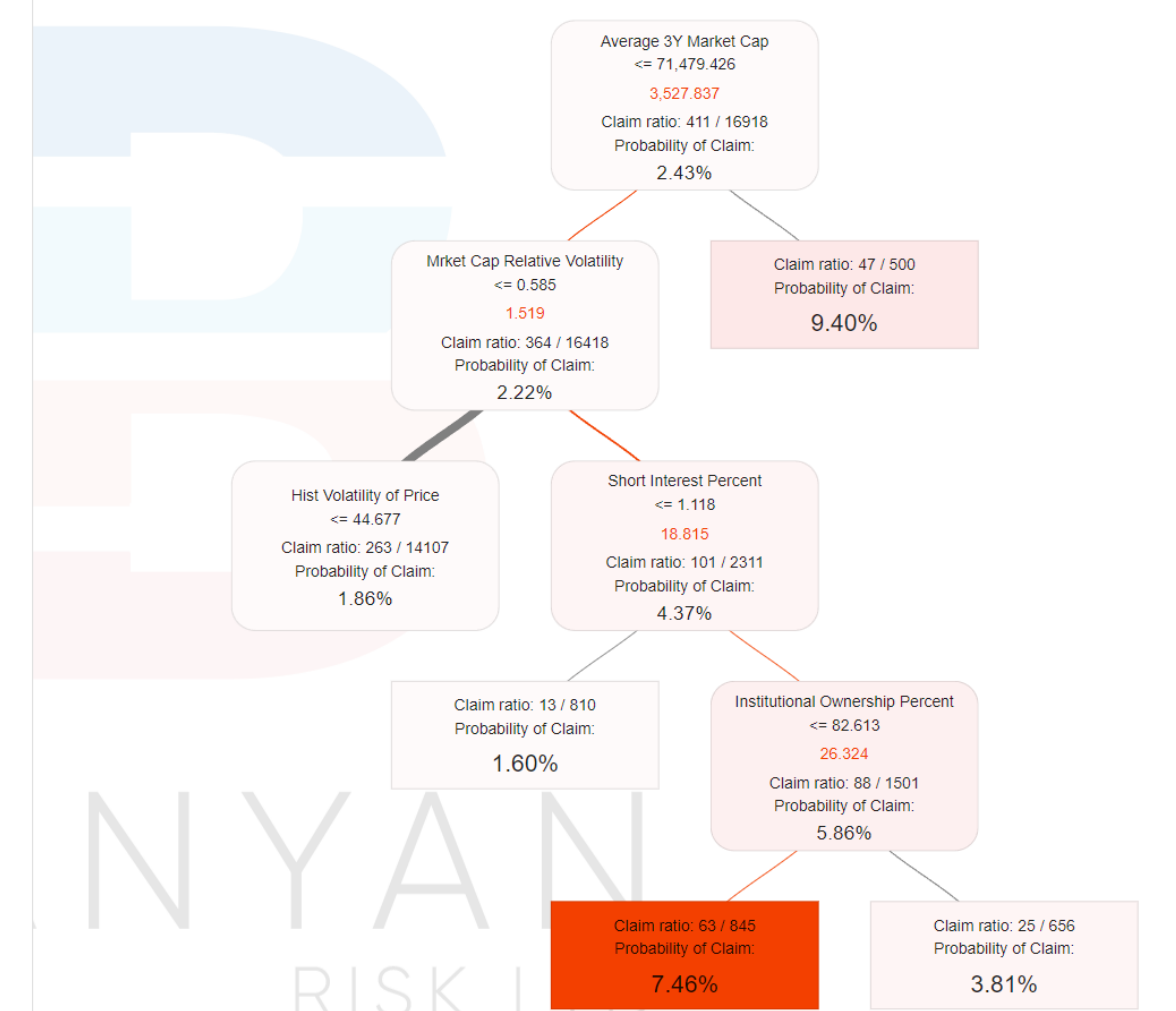 Average 3Y Market Cap
<= 71,479.426
3,527.837
Claim ratio: 411 / 16918
Probability of Claim:
2.43%
Mrket Cap Relative Volatility
<= 0.585
1.519
Claim ratio: 364 / 16418
Probability of Claim:
2.22%
Claim ratio: 47 / 500
Probability of Claim:
9.40%
Hist Volatility of Price
<= 44.677
Claim ratio: 263 / 14107
Probability of Claim:
1.86%
Short Interest Percent
<= 1.118
18.815
Claim ratio: 101 / 2311
Probability of Claim:
4.37%
Claim ratio: 13 / 810
Probability of Claim:
1.60%
Institutional Ownership Percent
<= 82.613
26.324
Claim ratio: 88 / 1501
Probability of Claim:
5.86%
Claim ratio: 63 / 845
Probability of Claim:
7.46%
Claim ratio: 25 / 656
Probability of Claim:
3.81%
ANYAN
RISK